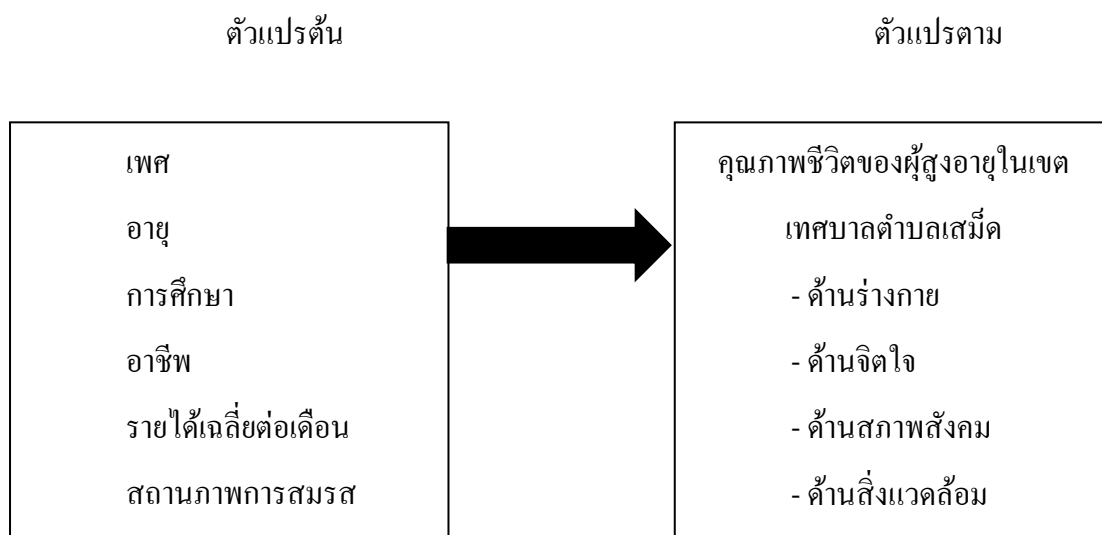 ตัวแปรต้น
ตัวแปรตาม
เพศ
อายุ
การศึกษา
อาชีพ
รายได้เฉลี่ยต่อเดือน
สถานภาพการสมรส
คุณภาพชีวิตของผุ้สูงอายุในเขต
เทศบาลตำบลเสม็ด
- ด้านร่างกาย
- ด้านจิตใจ
- ด้านสภาพสังคม
- ด้านสิ่งแวดล้อม